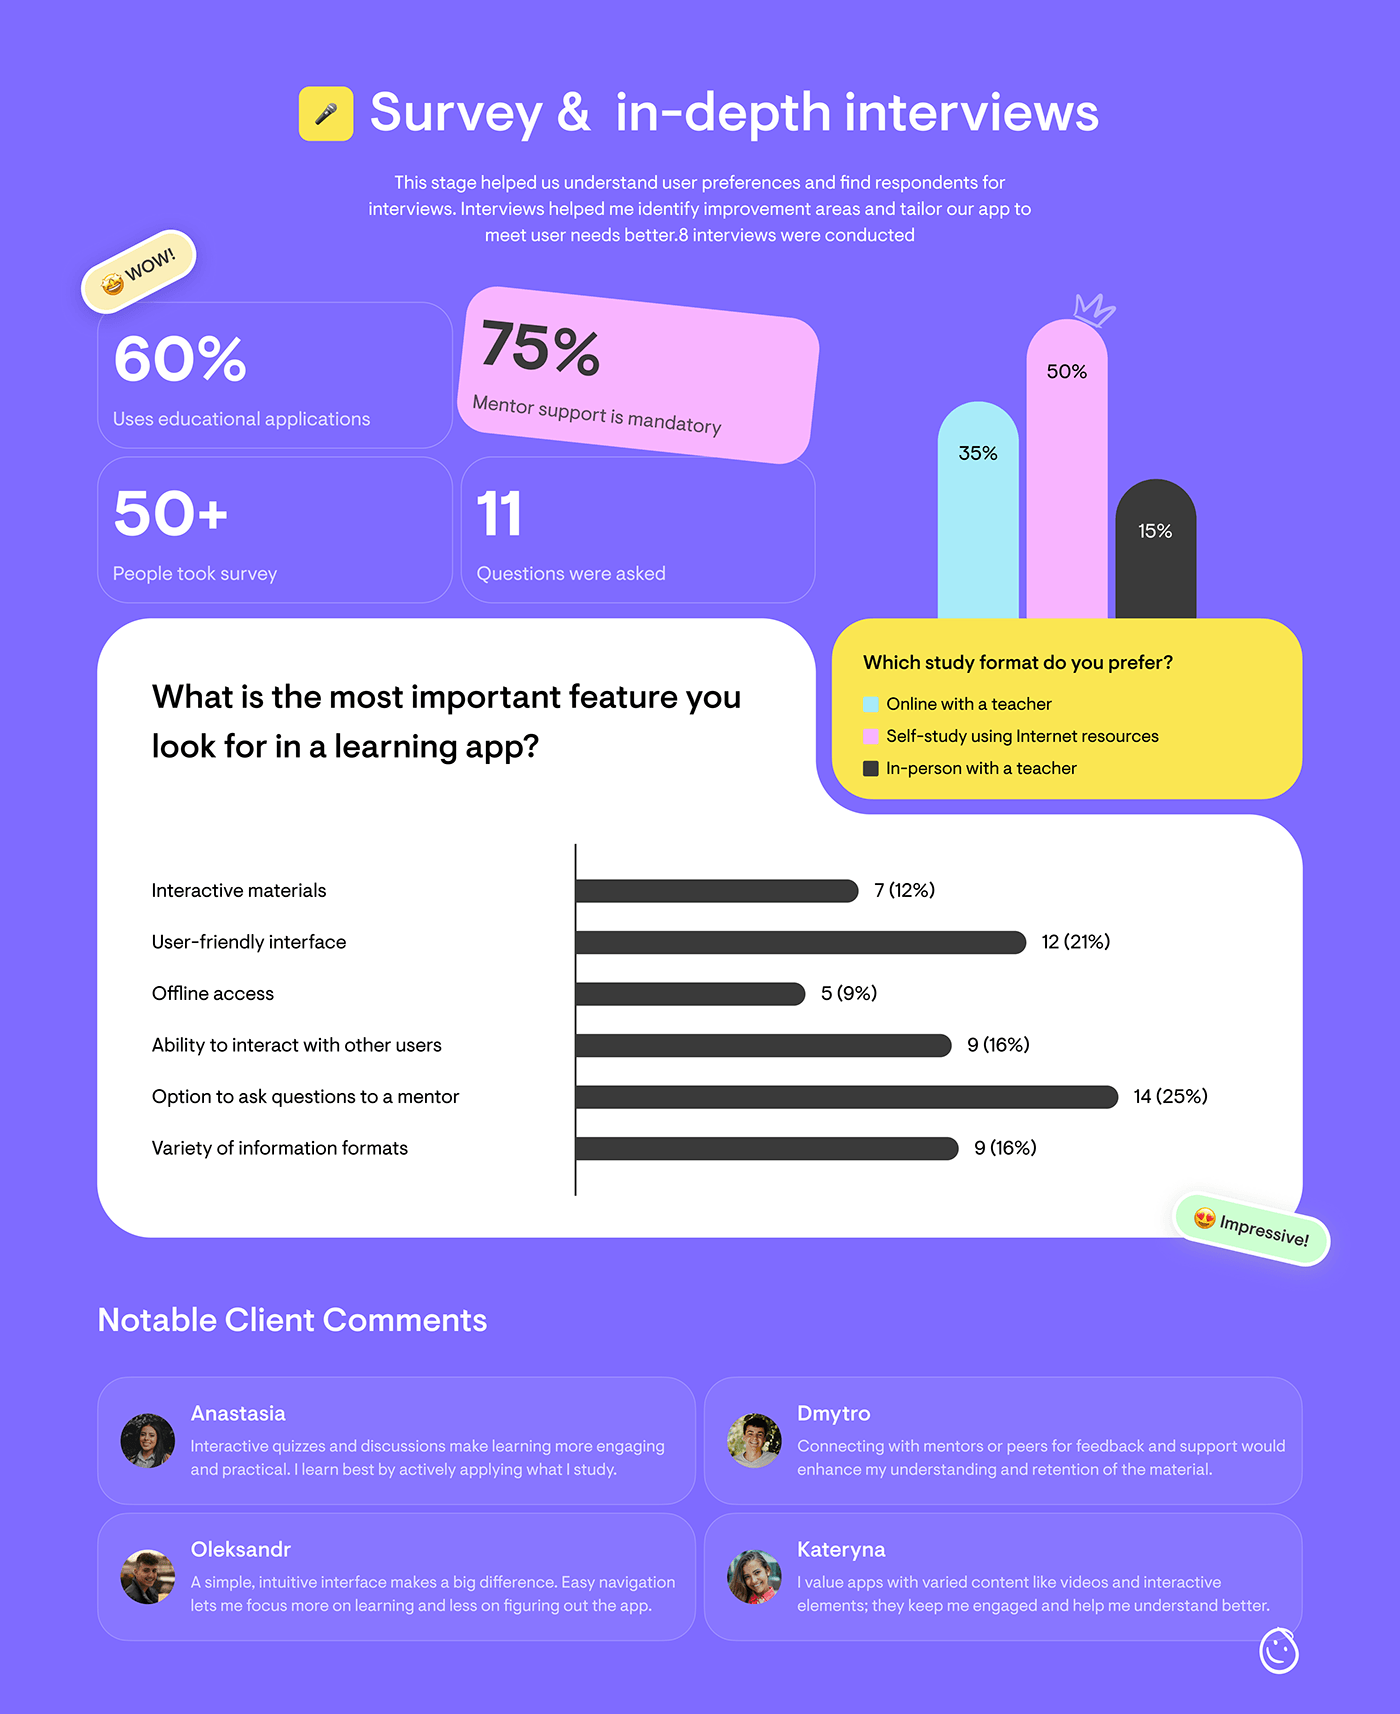 Survey & in-depth interviews
This stage helped us understand user preferences and find respondents for
interviews. Interviews helped me identify improvement areas and tailor our app to
meet user needs better.8 interviews were conducted
WOW!
60%
Uses educational applications
75%
Mentor support is mandatory
50+
People took survey
11
Questions were asked
35%
50%
15%
Which study format do you prefer?
Online with a teacher
Self-study using Internet resources
In-person with a teacher
What is the most important feature you
look for in a learning app?
Interactive materials 7 (12%)
User-friendly interface 12 (21%)
Offline access 5 (9%)
Ability to interact with other users 9 (16%)
Option to ask questions to a mentor 14 (25%)
Variety of information formats 9 (16%)
Impressive!
Notable Client Comments
Anastasia
Interactive quizzes and discussions make learning more engaging
and practical. I learn best by actively applying what I study.
Dmytro
Connecting with mentors or peers for feedback and support would
enhance my understanding and retention of the material.
Oleksandr
A simple, intuitive interface makes a big difference. Easy navigation
lets me focus more on learning and less on figuring out the app.
Kateryna
I value apps with varied content like videos and interactive
elements; they keep me engaged and help me understand better.